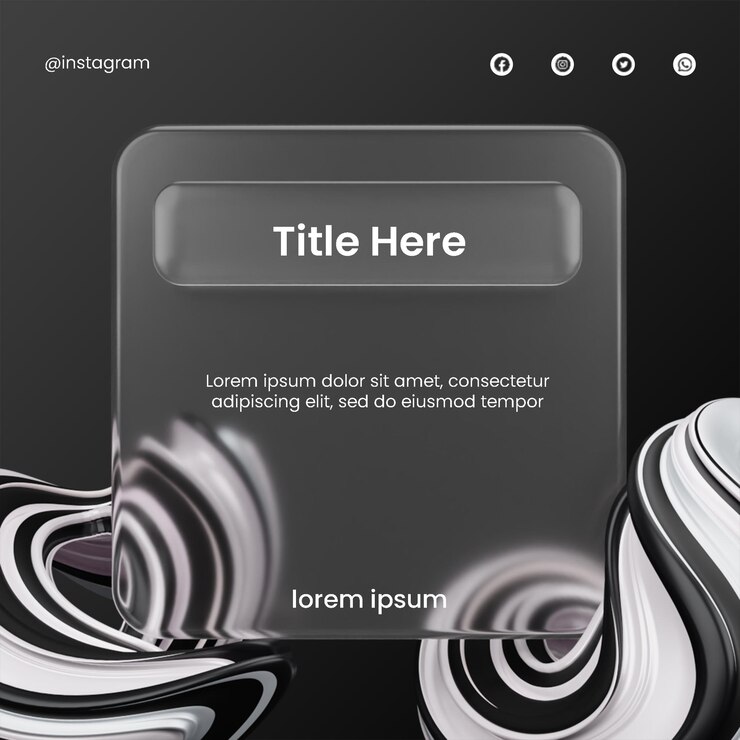 @instagram
Title Here
Lorem ipsum dolor sit amet, consectetur
adipiscing elit, sed do eiusmod tempor
lorem ipsum